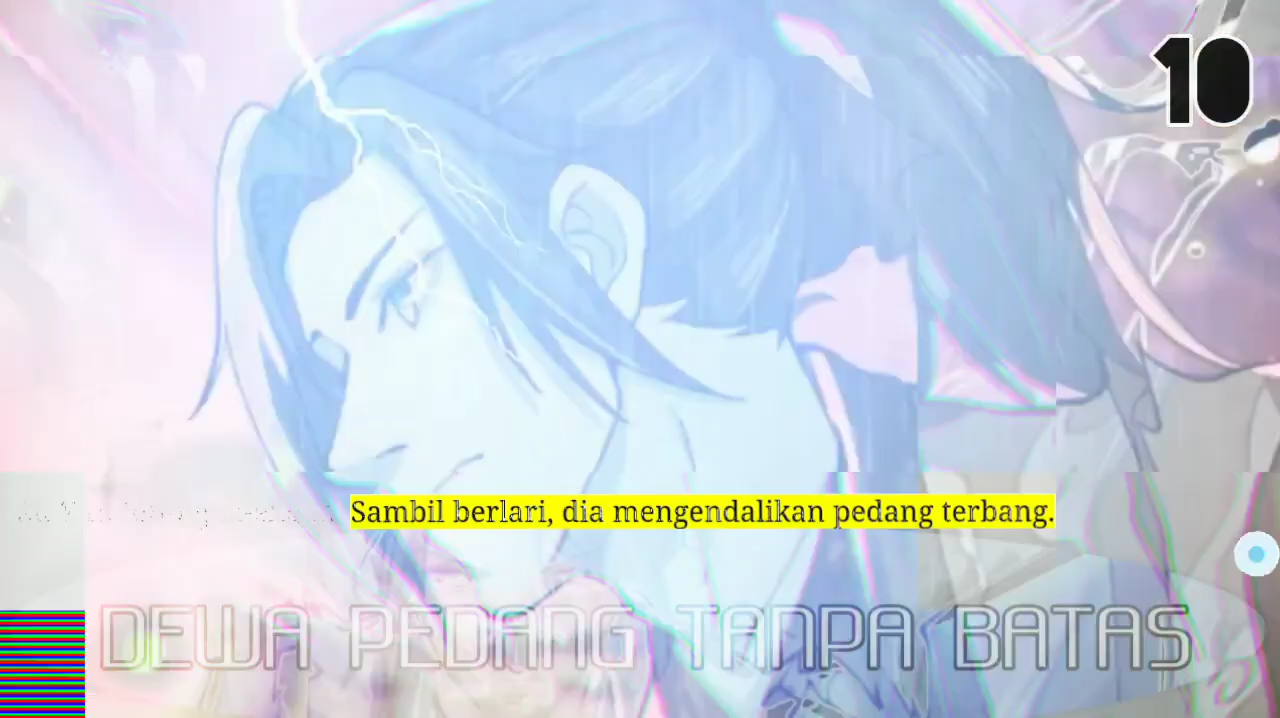 10
Sambil berlari, dia mengendalikan pedang terbang.
DEWA PEDANG TANPA BATAS